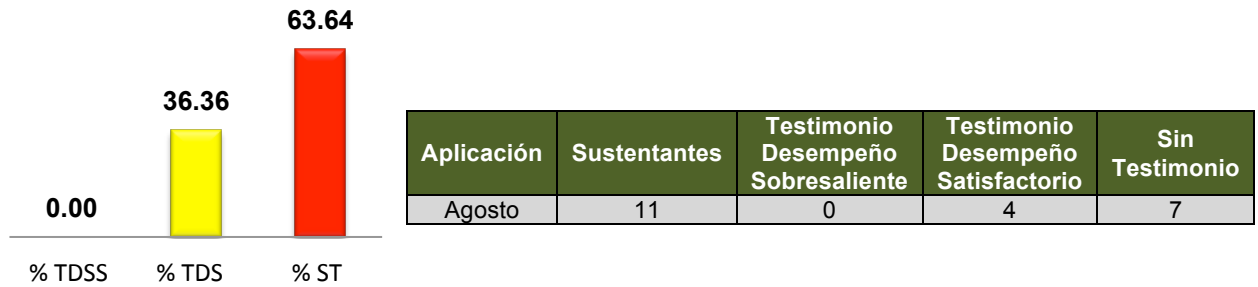 63.64
36.36
0.00
% TDSS % TDS % ST
Aplicación Sustentantes Testimonio Desempeño Sobresaliente Testimonio Desempeño Satisfactorio Sin Testimonio
Agosto 11 0 4 7